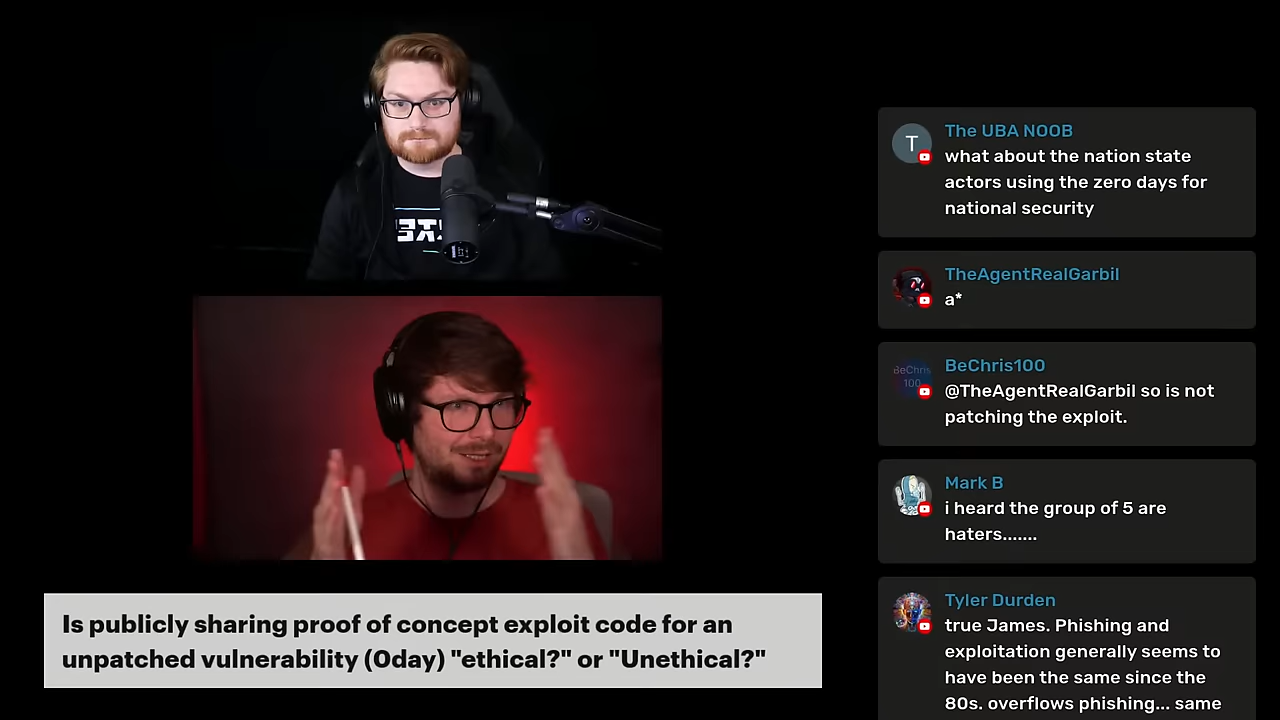 Is publicly sharing proof of concept exploit code for an
unpatched vulnerability (0day) "ethical?" or "Unethical?"
T
The UBA NOOB
what about the nation state
actors using the zero days for
national security
TheAgentRealGarbil
a*
BeChris
100
BeChris100
@TheAgentRealGarbil so is not
patching the exploit.
Mark B
i heard the group of 5 are
haters.......
Tyler Durden
true James. Phishing and
exploitation generally seems to
have been the same since the
80s. overflows phishing... same